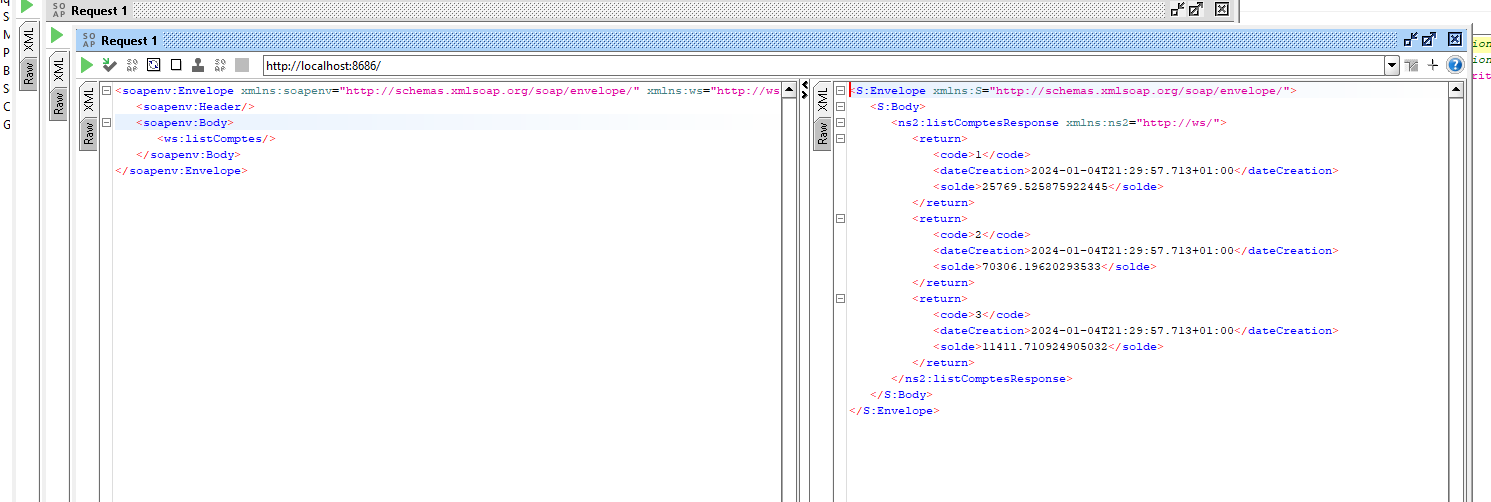 SO AP Request 1
SO AP Request 1
http://localhost:8686/
XML
Raw
XML
Raw
XML
Raw
<soapenv:Envelope xmlns:soapenv="http://schemas.xmlsoap.org/soap/envelope/" xmlns:ws="http://ws
<soapenv:Header/>
<soapenv:Body>
<ws:listComptes/>
</soapenv:Body>
</soapenv:Envelope>
XML
Raw
<S:Envelope xmlns:S="http://schemas.xmlsoap.org/soap/envelope/">
<S:Body>
<ns2:listComptesResponse xmlns:ns2="http://ws/">
<return>
<code>1</code>
<dateCreation>2024-01-04T21:29:57.713+01:00</dateCreation>
<solde>25769.525875922445</solde>
</return>
<return>
<code>2</code>
<dateCreation>2024-01-04T21:29:57.713+01:00</dateCreation>
<solde>70306.19620293533</solde>
</return>
<return>
<code>3</code>
<dateCreation>2024-01-04T21:29:57.713+01:00</dateCreation>
<solde>11411.710924905032</solde>
</return>
</ns2:listComptesResponse>
</S:Body>
</S:Envelope>